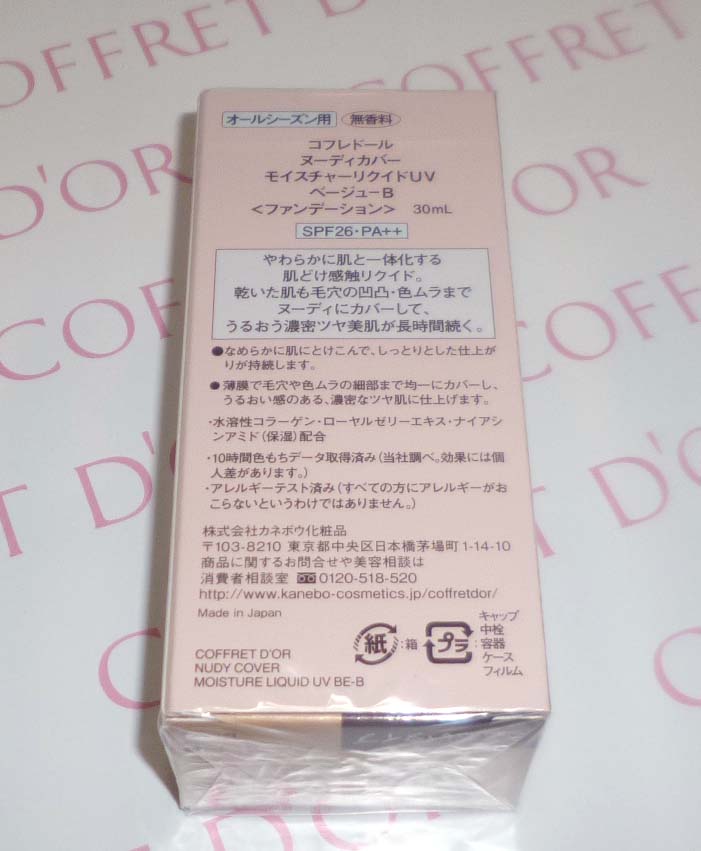 COFFRET D'OR
COFFRET D'OR
オールシーズン用 無香料
コフレドール
ヌーディカバー
モイスチャーリクイドUV
ベージュ-B
<ファンデーション> 30mL
SPF26・PA++
やわらかに肌と一体化する
肌どけ感触リクイド。
乾いた肌も毛穴の凹凸・色ムラまで
ヌーディにカバーして、
うるおう濃密ツヤ美肌が長時間続く。
●なめらかに肌にとけこんで、しっとりとした仕上が
りが持続します。
●薄膜で毛穴や色ムラの細部まで均一にカバーし、
うるおい感のある、濃密なツヤ肌に仕上げます。
・水溶性コラーゲン・ローヤルゼリーエキス・ナイアシ
ンアミド(保湿)配合
・10時間色もちデータ取得済み(当社調べ。効果には個
人差があります。)
・アレルギーテスト済み(すべての方にアレルギーがお
こらないというわけではありません。)
株式会社カネボウ化粧品
〒103-8210 東京都中央区日本橋茅場町1-14-10
商品に関するお問合せや美容相談は
消費者相談室 0120-518-520
http://www.kanebo-cosmetics.jp/coffretdor/
Made in Japan
紙 :箱
プラ
キャップ
中栓
:容器
ケース
フィルム
COFFRET D'OR
NUDY COVER
MOISTURE LIQUID UV BE-B